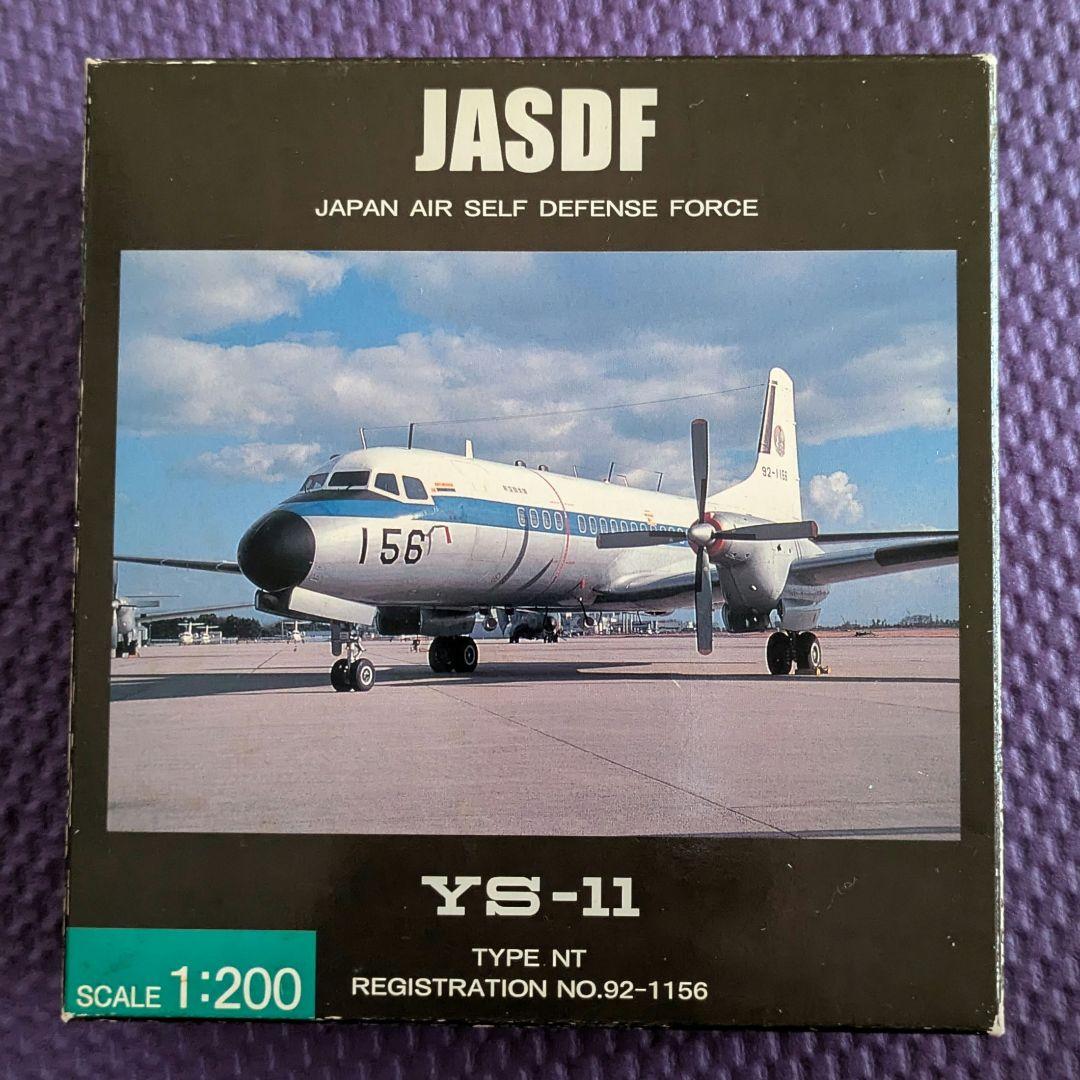 JASDF
JAPAN AIR SELF DEFENSE FORCE
92-1156
156
YS-11
TYPE NT
REGISTRATION NO.92-1156
SCALE 1:200